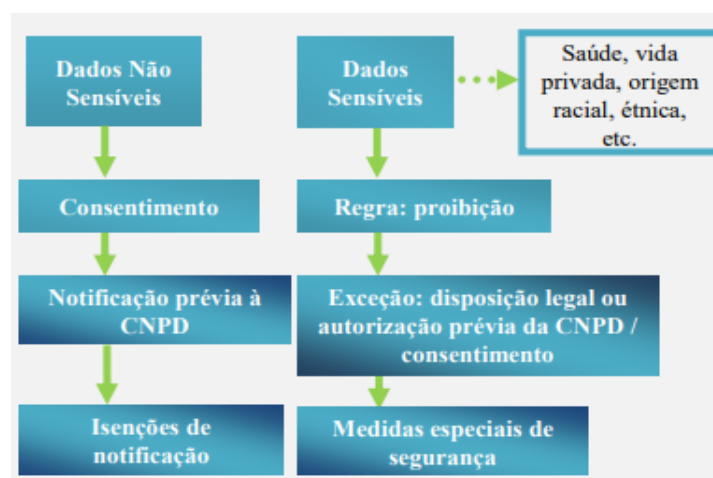 Dados Não
Sensíveis
Consentimento
Notificação prévia à
CNPD
Isenções de
notificação
Dados
Sensíveis
Saúde, vida
privada, origem
racial, étnica,
etc.
Regra: proibição
Exceção: disposição legal ou
autorização prévia da CNPD /
consentimento
Medidas especiais de
segurança